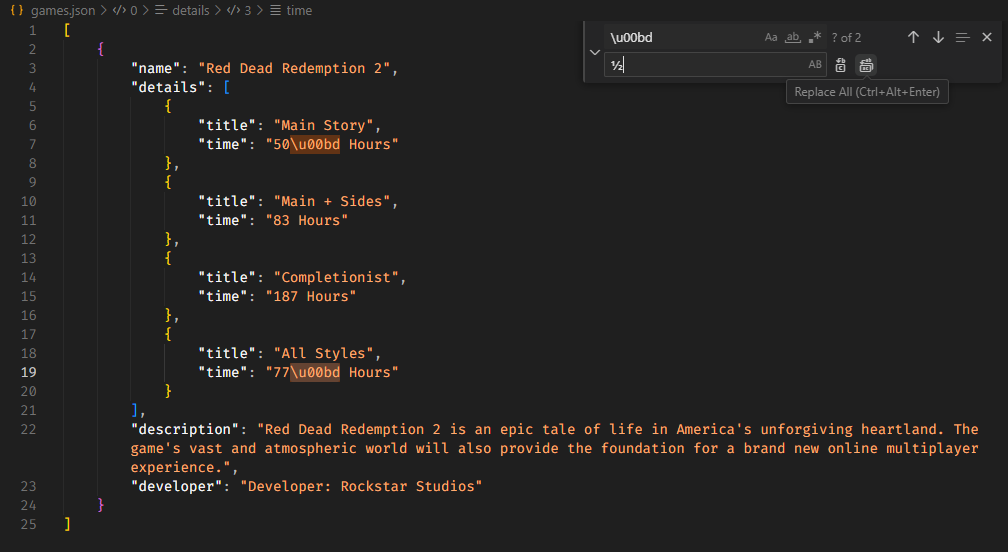 games.json > 0 > details > 3 > time
\u00bd Aa ab .* ? of 2
½ AB
Replace All (Ctrl+Alt+Enter)
1 [
2 {
3 "name": "Red Dead Redemption 2",
4 "details": [
5 {
6 "title": "Main Story",
7 "time": "50\u00bd Hours"
8 },
9 {
10 "title": "Main + Sides",
11 "time": "83 Hours"
12 },
13 {
14 "title": "Completionist",
15 "time": "187 Hours"
16 },
17 {
18 "title": "All Styles",
19 "time": "77\u00bd Hours"
20 }
21 ],
22 "description": "Red Dead Redemption 2 is an epic tale of life in America's unforgiving heartland. The
game's vast and atmospheric world will also provide the foundation for a brand new online multiplayer
experience.",
23 "developer": "Developer: Rockstar Studios"
24 }
25 ]